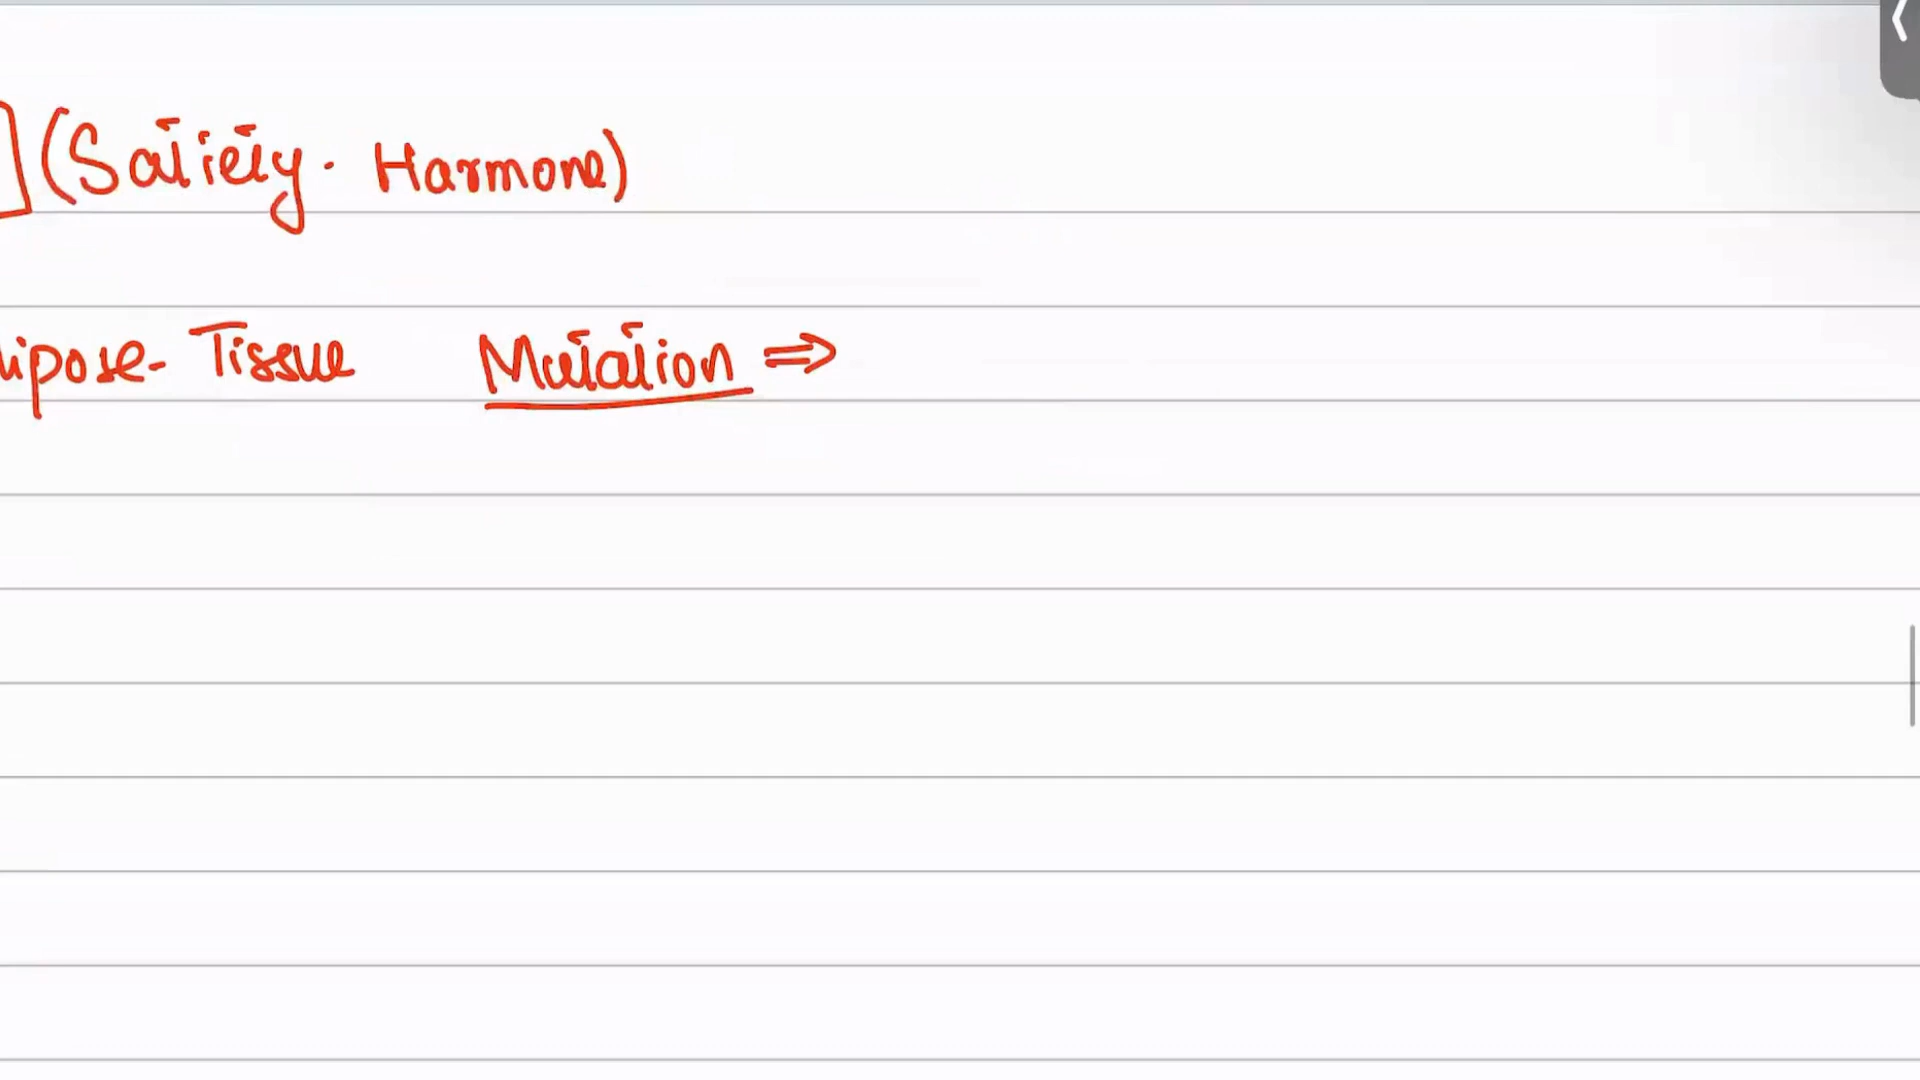 (Satiety. Harmone)
ipose- Tissue Mutation ⇒